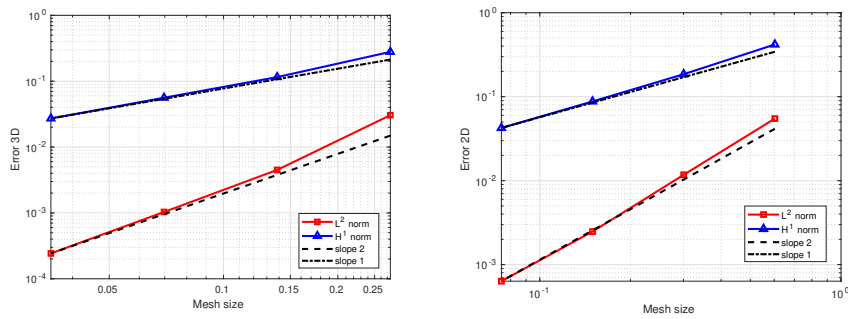 10^0
10^-1
10^-2
10^-3
10^-4
Error 3D
0.05 0.1 0.15 0.2 0.25
Mesh size
L^2 norm
H^1 norm
slope 2
slope 1
10^0
10^-1
10^-2
10^-3
Error 2D
10^-1 10^0
Mesh size
L^2 norm
H^1 norm
slope 2
slope 1